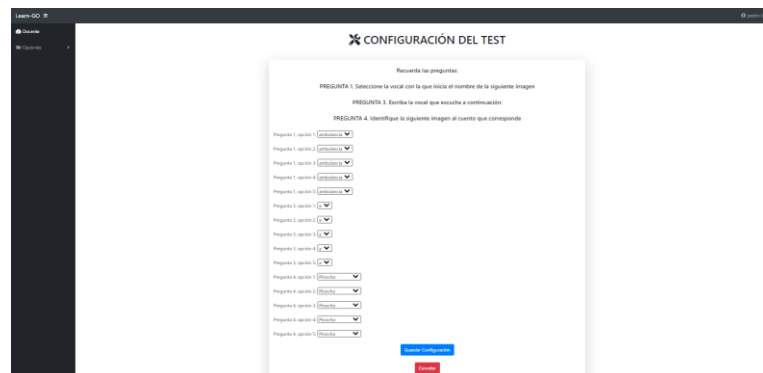 Learn-GO
pedro
Docente
Opciones
CONFIGURACIÓN DEL TEST
Recuerda las preguntas:
PREGUNTA 1. Seleccione la vocal con la que inicia el nombre de la siguiente imagen
PREGUNTA 3. Escriba la vocal que escucha a continuación:
PREGUNTA 4. Identifique la siguiente imagen al cuento que corresponde
Pregunta 1, opción 1: ambulancia
Pregunta 1, opción 2: ambulancia
Pregunta 1, opción 3: ambulancia
Pregunta 1, opción 4: ambulancia
Pregunta 1, opción 5: ambulancia
Pregunta 3, opción 1: a
Pregunta 3, opción 2: a
Pregunta 3, opción 3: a
Pregunta 3, opción 4: a
Pregunta 3, opción 5: a
Pregunta 4, opción 1: Pinocho
Pregunta 4, opción 2: Pinocho
Pregunta 4, opción 3: Pinocho
Pregunta 4, opción 4: Pinocho
Pregunta 4, opción 5: Pinocho
Guardar Configuración
Cancelar